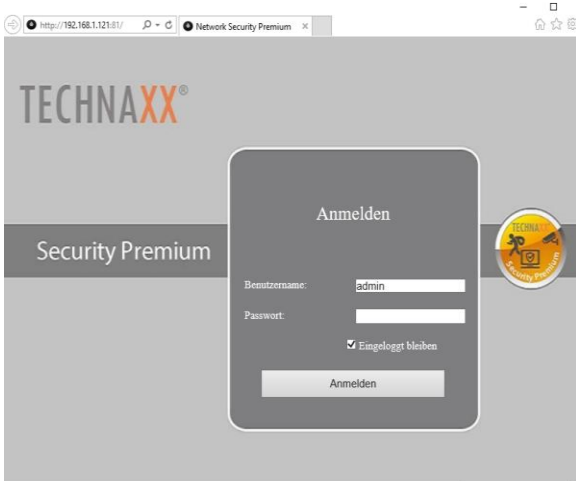 http://192.168.1.121:81/
Network Security Premium
TECHNAXX®
Anmelden
Security Premium
TECHNAXX
Security Premium
Benutzername:
admin
Passwort:
Eingeloggt bleiben
Anmelden